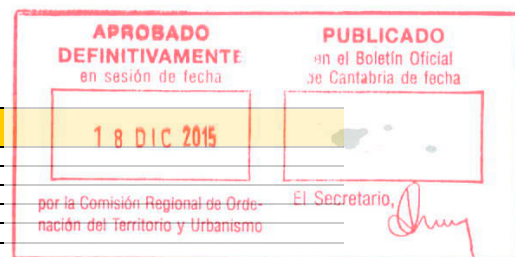 APROBADO
DEFINITIVAMENTE
en sesión de fecha
18 DIC 2015
por la Comisión Regional de Orde-
nación del Territorio y Urbanismo
PUBLICADO
en el Boletín Oficial
de Cantabria de fecha
El Secretario,